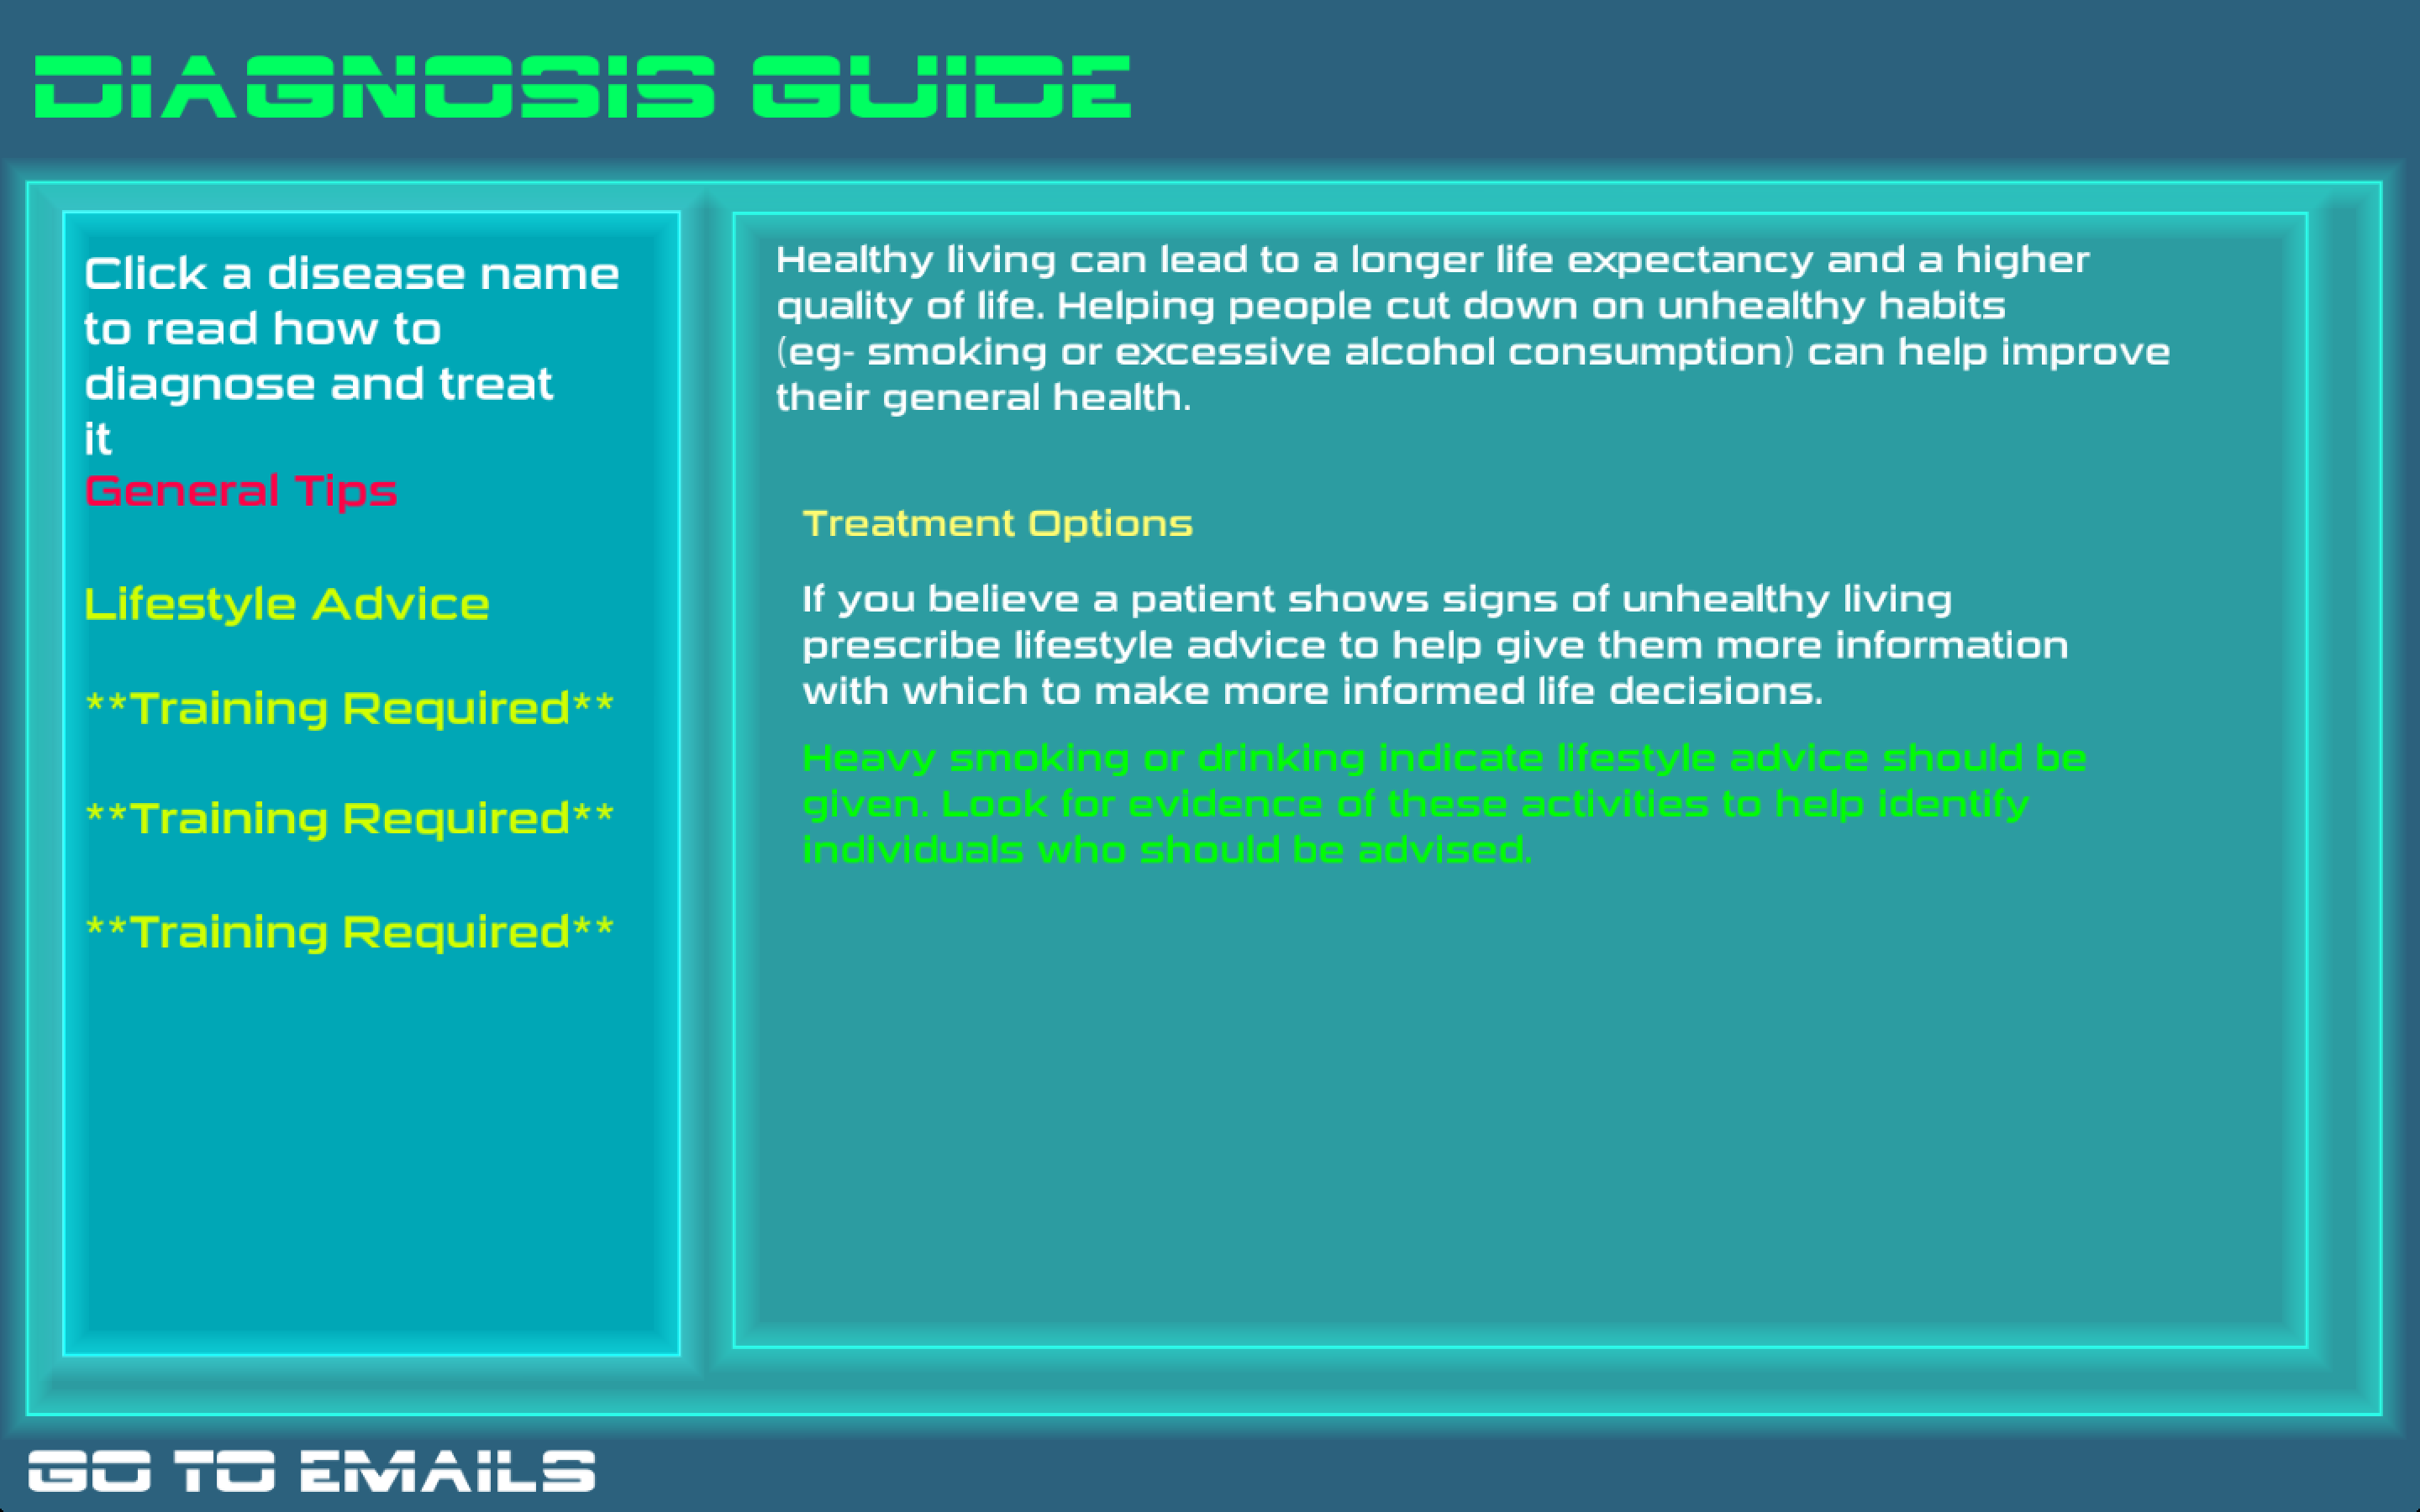 DIAGNOSIS GUIDE
Click a disease name
to read how to
diagnose and treat
it
General Tips
Lifestyle Advice
**Training Required**
**Training Required**
**Training Required**
Healthy living can lead to a longer life expectancy and a higher
quality of life. Helping people cut down on unhealthy habits
(eg- smoking or excessive alcohol consumption) can help improve
their general health.
Treatment Options
If you believe a patient shows signs of unhealthy living
prescribe lifestyle advice to help give them more information
with which to make more informed life decisions.
Heavy smoking or drinking indicate lifestyle advice should be
given. Look for evidence of these activities to help identify
individuals who should be advised.
GO TO EMAILS